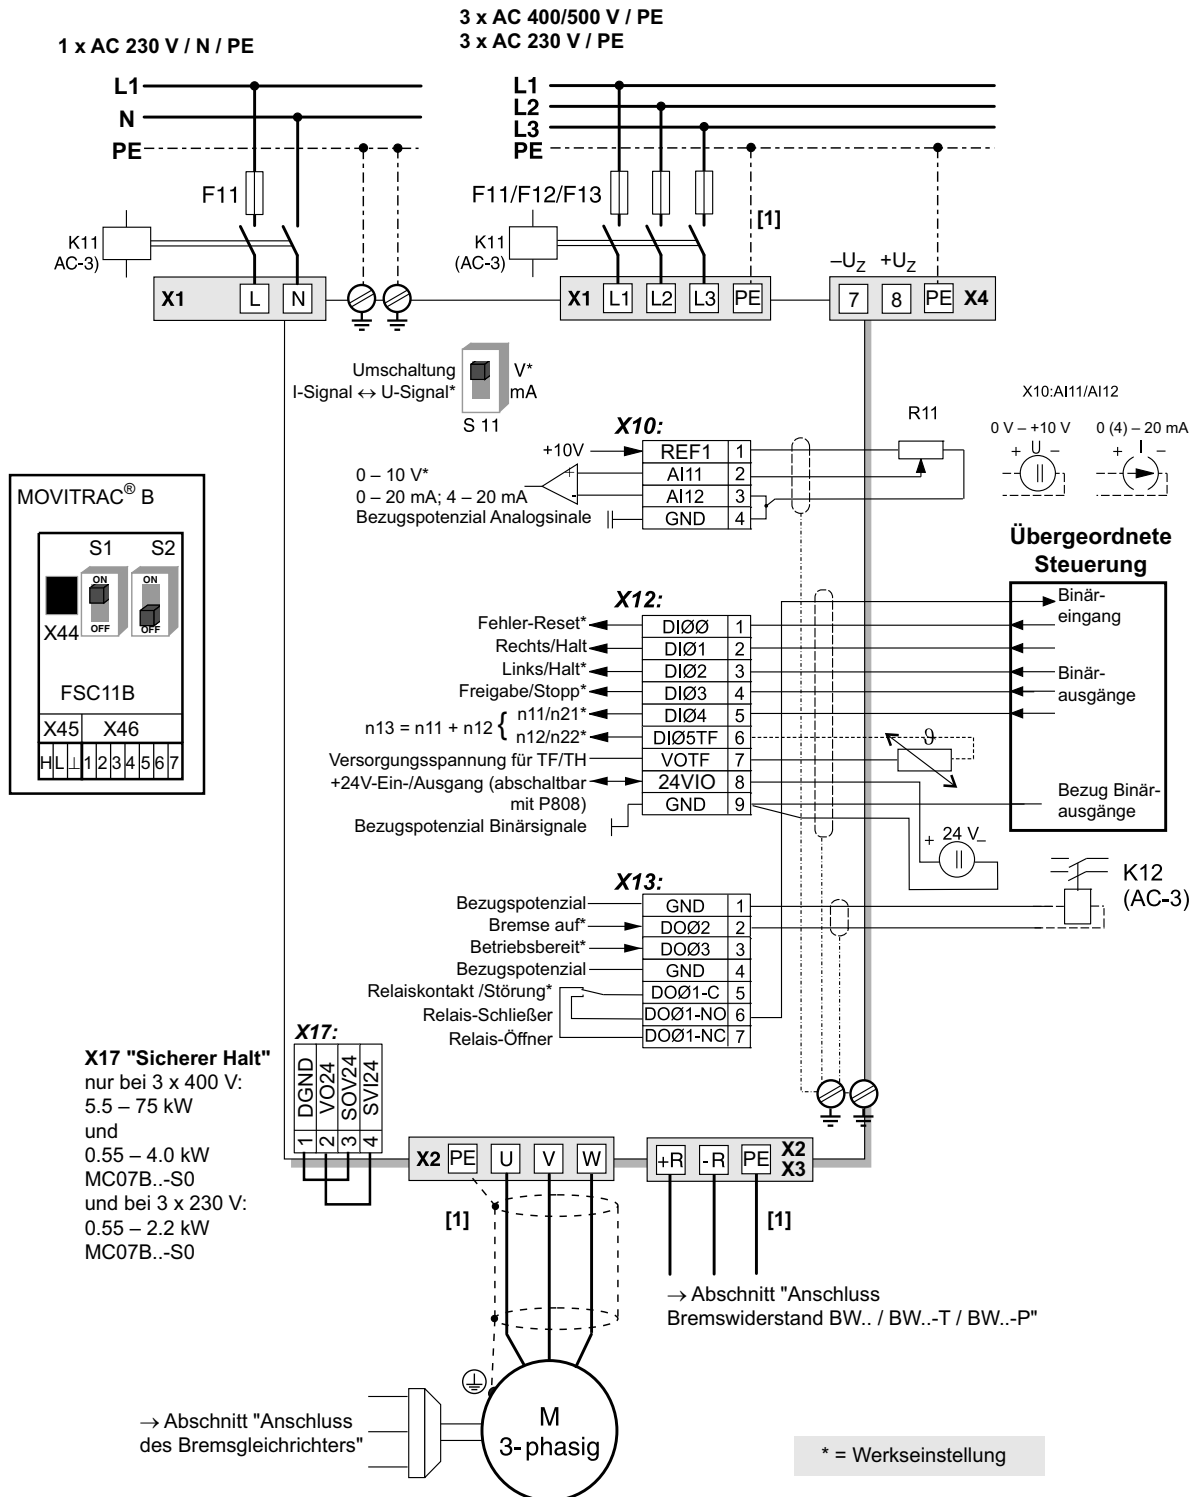 3 x AC 400/500 V / PE
1 x AC 230 V / N / PE
3 x AC 230 V / PE
L1
N
PE
L1
L2
L3
PE
F11
F11/F12/F13
[1]
K11
AC-3)
K11
(AC-3)
–UZ +UZ
X1 L N
X1 L1 L2 L3 PE
7 8 PE X4
Umschaltung
I-Signal ↔ U-Signal*
V*
mA
S 11
X10:AI11/AI12
R11
0 V – +10 V
+ U –
0 (4) – 20 mA
+ I –
X10:
+10V REF1 1
0 – 10 V* AI11 2
0 – 20 mA; 4 – 20 mA AI12 3
Bezugspotenzial Analogsinale GND 4
+
-
MOVITRAC® B
S1 S2
ON ON
OFF OFF
X44
FSC11B
X45 X46
H L ⊥ 1 2 3 4 5 6 7
Übergeordnete
Steuerung
Binär-
eingang
Binär-
ausgänge
Bezug Binär-
ausgänge
X12:
Fehler-Reset* DIØØ 1
Rechts/Halt DIØ1 2
Links/Halt* DIØ2 3
Freigabe/Stopp* DIØ3 4
n13 = n11 + n12 {
n11/n21* DIØ4 5
n12/n22* DIØ5TF 6
Versorgungsspannung für TF/TH VOTF 7
+24V-Ein-/Ausgang (abschaltbar 24VIO 8
mit P808) GND 9
Bezugspotenzial Binärsignale
ϑ
+ 24 V –
K12
(AC-3)
X13:
Bezugspotenzial GND 1
Bremse auf* DOØ2 2
Betriebsbereit* DOØ3 3
Bezugspotenzial GND 4
Relaiskontakt /Störung* DOØ1-C 5
Relais-Schließer DOØ1-NO 6
Relais-Öffner DOØ1-NC 7
X17:
DGND
VO24
SOV24
SVI24
1 2 3 4
X17 "Sicherer Halt"
nur bei 3 x 400 V:
5.5 – 75 kW
und
0.55 – 4.0 kW
MC07B..-S0
und bei 3 x 230 V:
0.55 – 2.2 kW
MC07B..-S0
X2 PE U V W
+R -R PE X2
X3
[1]
[1]
→ Abschnitt "Anschluss
Bremswiderstand BW.. / BW..-T / BW..-P"
→ Abschnitt "Anschluss
des Bremsgleichrichters"
M
3-phasig
* = Werkseinstellung